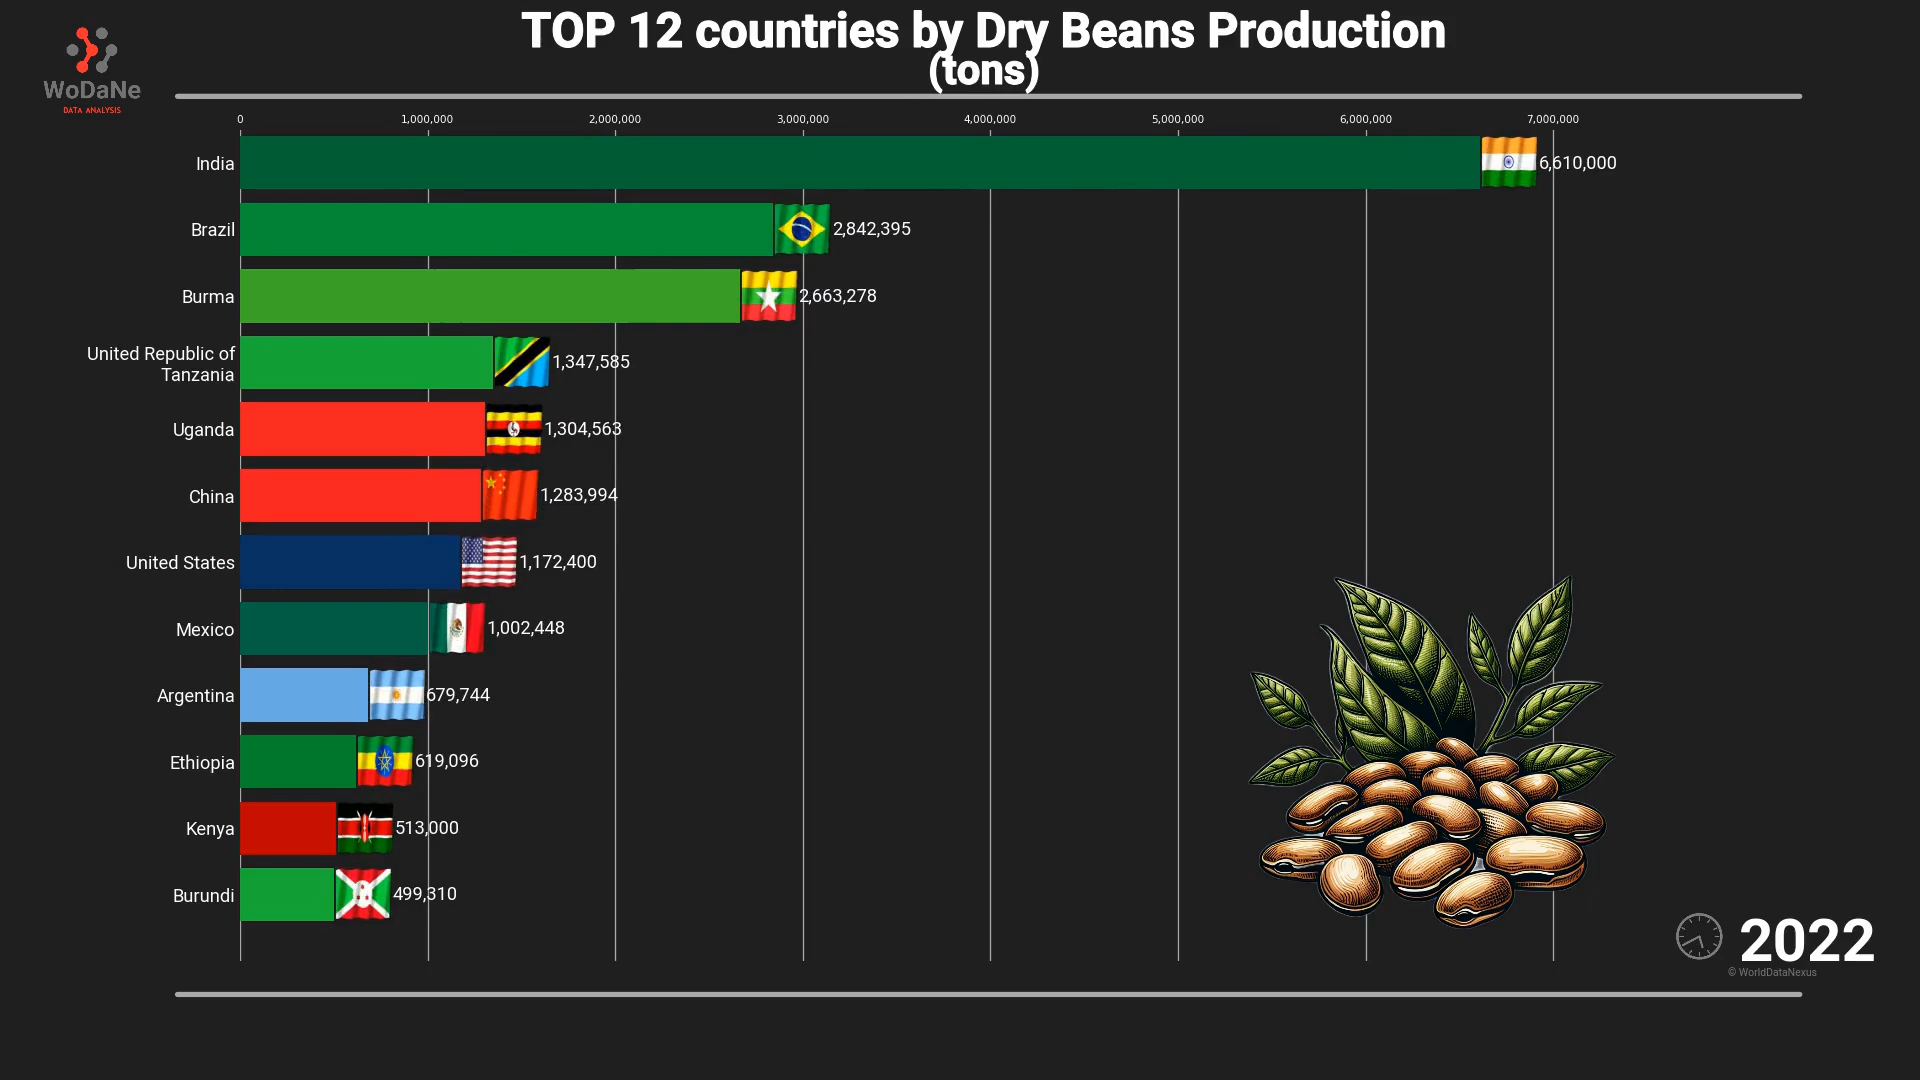 TOP 12 countries by Dry Beans Production
(tons)
WoDaNe
DATA ANALYSIS
0 1,000,000 2,000,000 3,000,000 4,000,000 5,000,000 6,000,000 7,000,000
India 6,610,000
Brazil 2,842,395
Burma 2,663,278
United Republic of
Tanzania 1,347,585
Uganda 1,304,563
China 1,283,994
United States 1,172,400
Mexico 1,002,448
Argentina 679,744
Ethiopia 619,096
Kenya 513,000
Burundi 499,310
2022
© WorldDataNexus